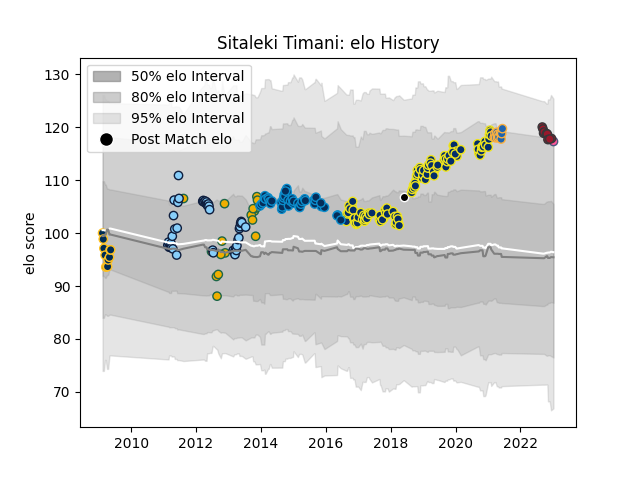 Sitaleki Timani: elo History
50% elo Interval
80% elo Interval
95% elo Interval
Post Match elo
elo score
130
120
110
100
90
80
70
2010 2012 2014 2016 2018 2020 2022